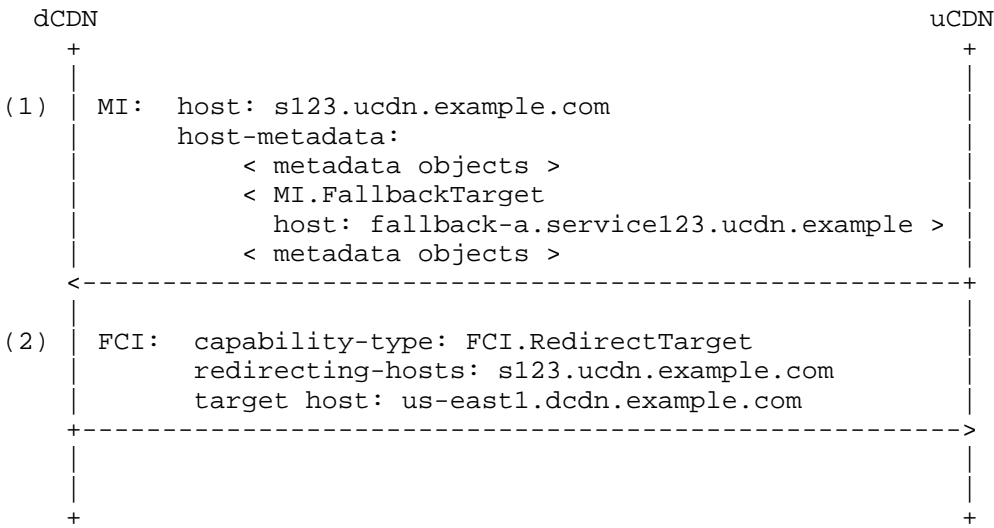 dCDN uCDN
+ +
(1) | MI: host: s123.ucdn.example.com |
| host-metadata: |
| < metadata objects > |
| < MI.FallbackTarget |
| host: fallback-a.service123.ucdn.example > |
| < metadata objects > |
<-------------------------------------------------------+
(2) | FCI: capability-type: FCI.RedirectTarget |
| redirecting-hosts: s123.ucdn.example.com |
| target host: us-east1.dcdn.example.com |
+------------------------------------------------------->
| |
| |
+ +